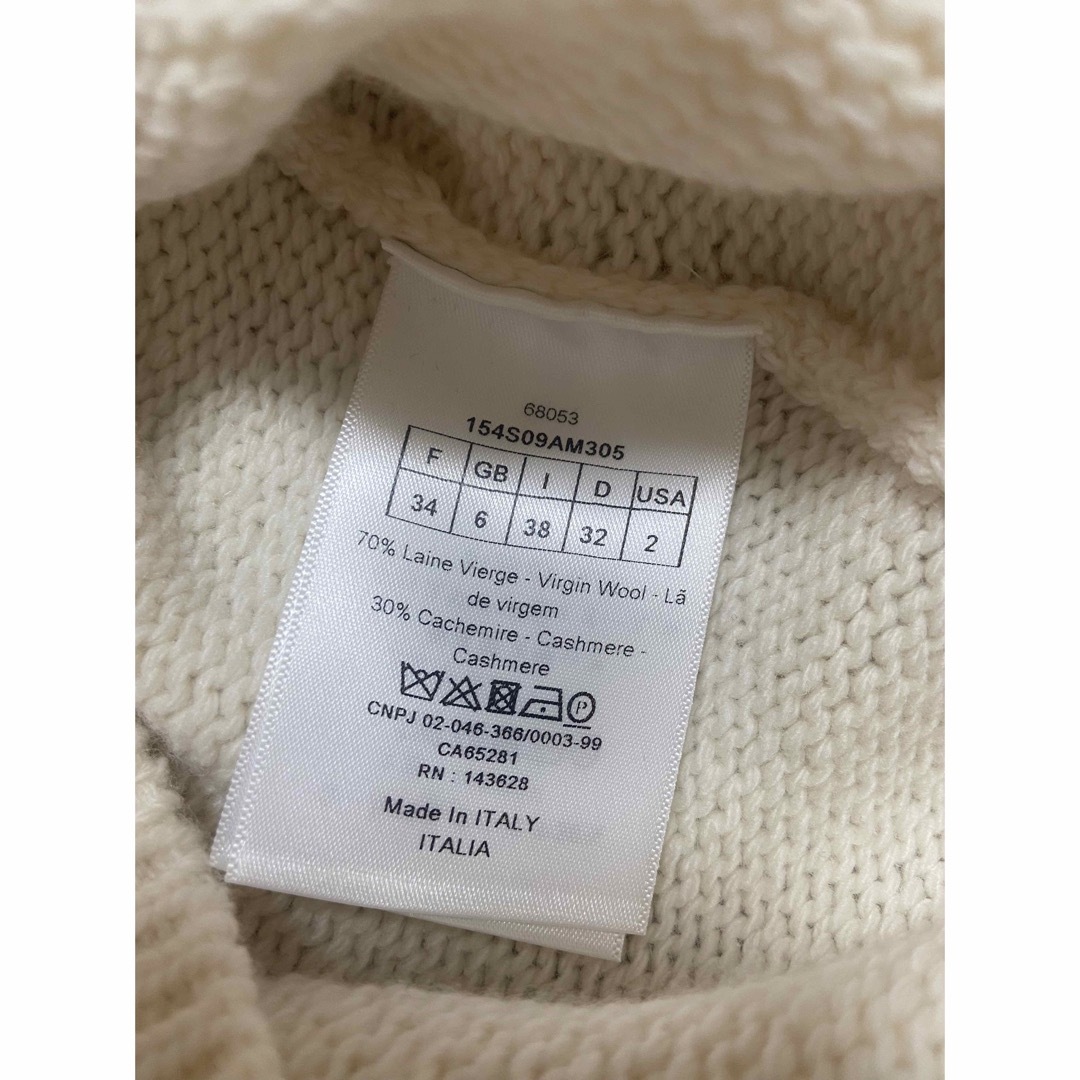 68053
154S09AM305
F GB I D USA
34 6 38 32 2
70% Laine Vierge - Virgin Wool - Lã
de virgem
30% Cachemire - Cashmere -
Cashmere
P
CNPJ 02-046-366/0003-99
CA65281
RN : 143628
Made In ITALY
ITALIA